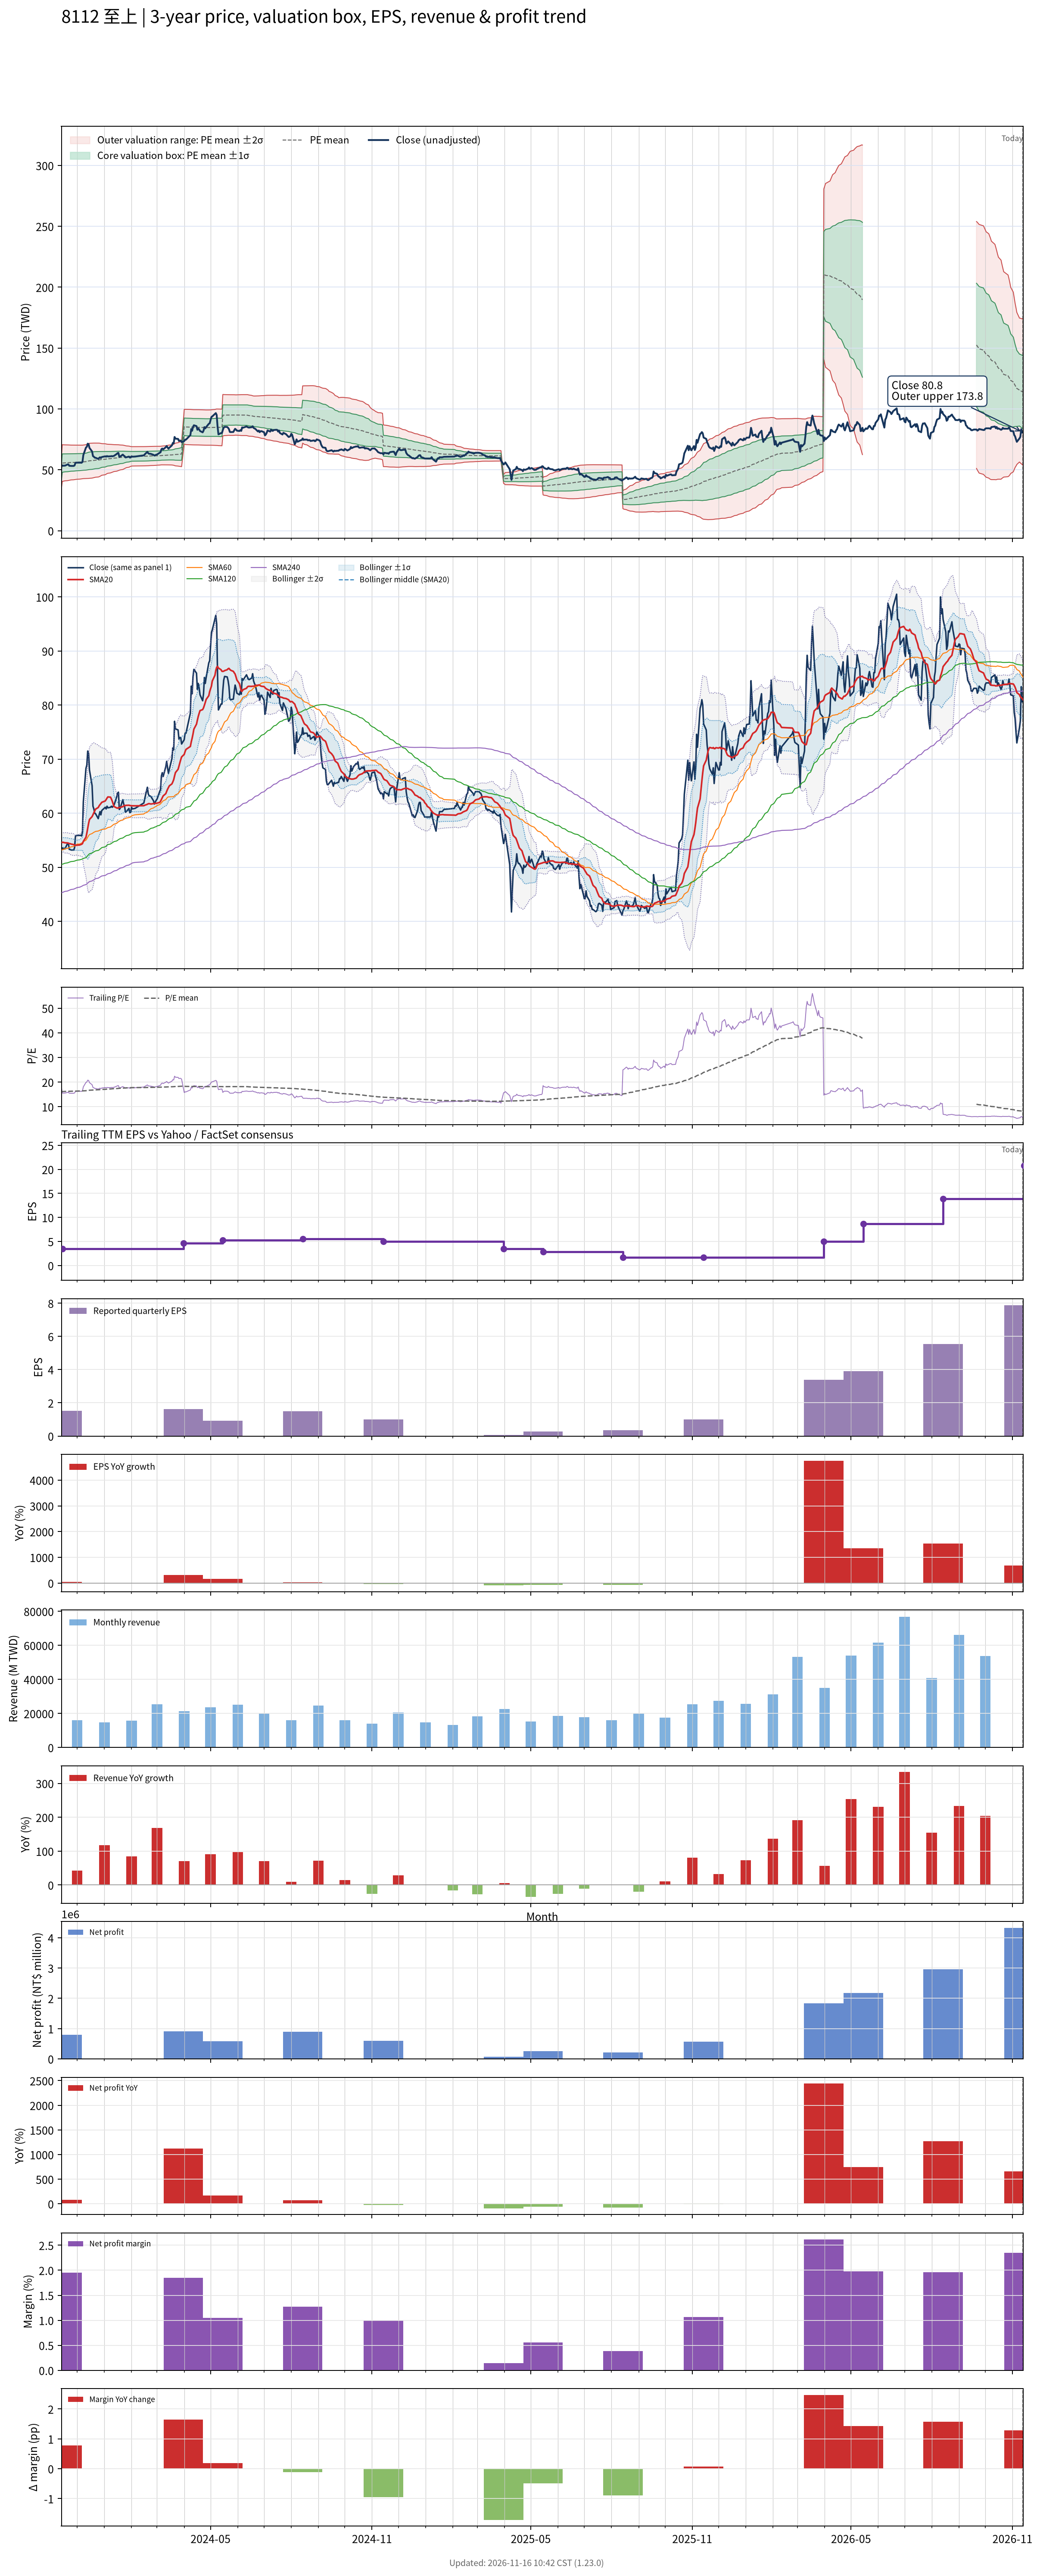 8112 至上 | 3-year price, valuation box, EPS, revenue & profit trend
Outer valuation range: PE mean ±2σ
Core valuation box: PE mean ±1σ
PE mean
Close (unadjusted)
Today
300
250
200
150
100
50
0
Price (TWD)
Close 80.8
Outer upper 173.8
Close (same as panel 1)
SMA20
SMA60
SMA120
SMA240
Bollinger ±2σ
Bollinger ±1σ
Bollinger middle (SMA20)
100
90
80
70
60
50
40
Price
Trailing P/E
P/E mean
50
40
30
20
10
P/E
Trailing TTM EPS vs Yahoo / FactSet consensus
Today
25
20
15
10
5
0
EPS
Reported quarterly EPS
8
6
4
2
0
EPS
EPS YoY growth
4000
3000
2000
1000
0
YoY (%)
Monthly revenue
80000
60000
40000
20000
0
Revenue (M TWD)
Revenue YoY growth
300
200
100
0
YoY (%)
Month
1e6
Net profit
4
3
2
1
0
Net profit (NT$ million)
Net profit YoY
2500
2000
1500
1000
500
0
YoY (%)
Net profit margin
2.5
2.0
1.5
1.0
0.5
0.0
Margin (%)
Margin YoY change
2
1
0
-1
Δ margin (pp)
2024-05
2024-11
2025-05
2025-11
2026-05
2026-11
Updated: 2026-11-16 10:42 CST (1.23.0)